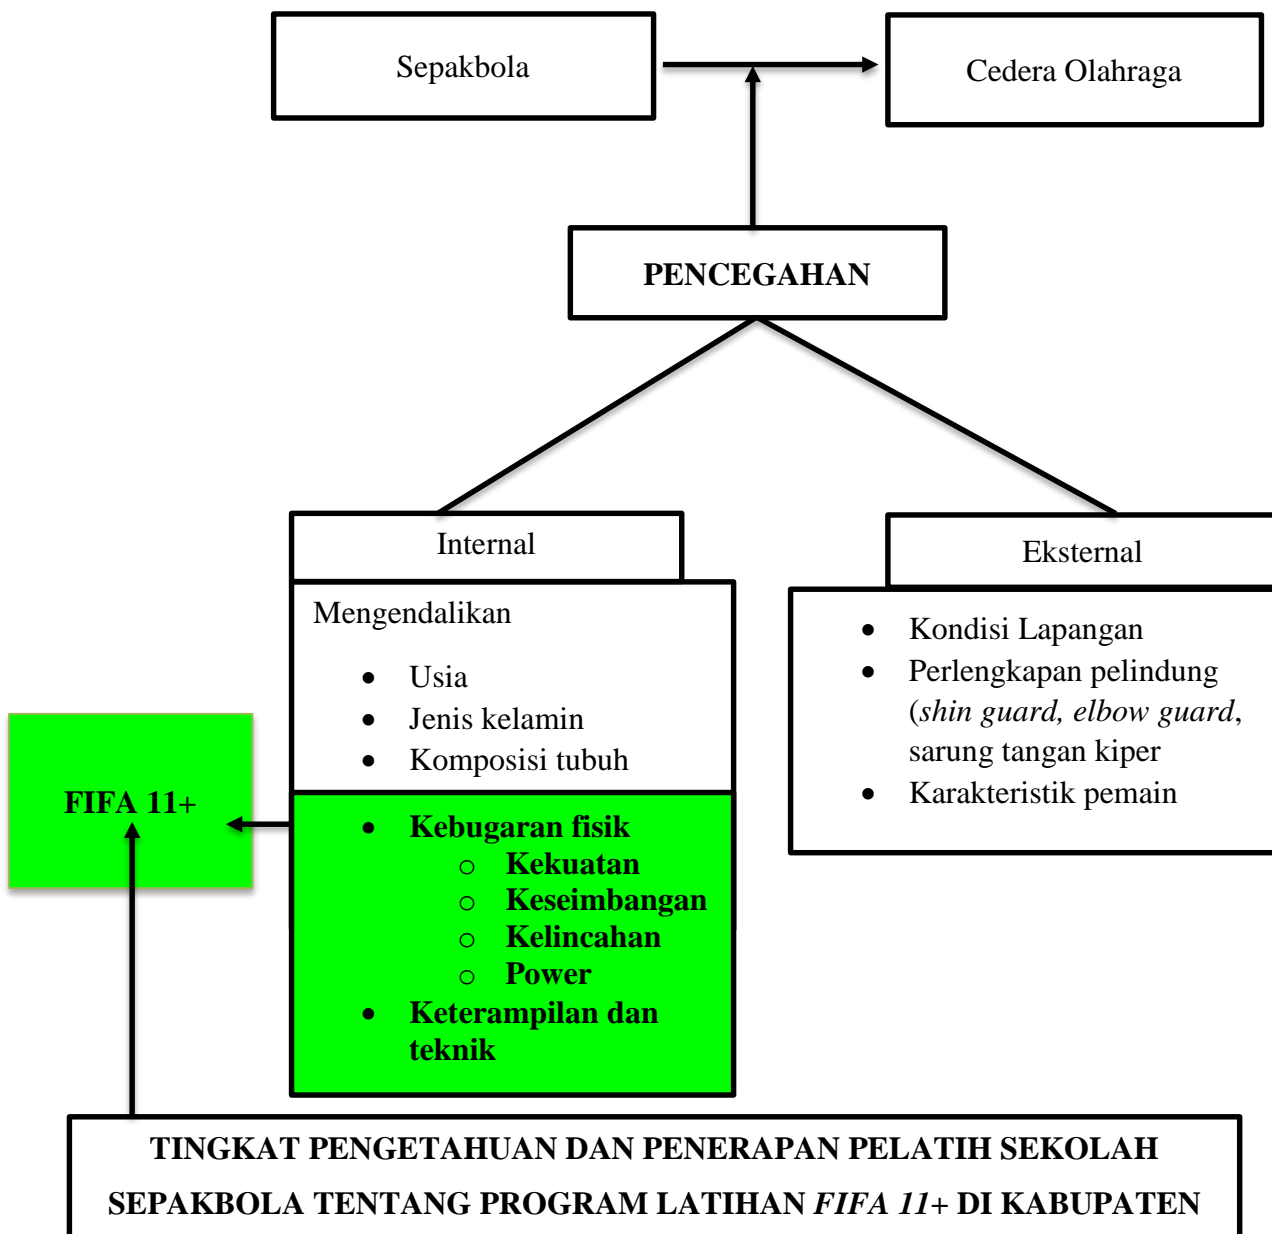 Sepakbola
Cedera Olahraga
PENCEGAHAN
Internal
Mengendalikan
• Usia
• Jenis kelamin
• Komposisi tubuh
• Kebugaran fisik
o Kekuatan
o Keseimbangan
o Kelincahan
o Power
• Keterampilan dan
teknik
Eksternal
• Kondisi Lapangan
• Perlengkapan pelindung
(shin guard, elbow guard,
sarung tangan kiper
• Karakteristik pemain
FIFA 11+
TINGKAT PENGETAHUAN DAN PENERAPAN PELATIH SEKOLAH
SEPAKBOLA TENTANG PROGRAM LATIHAN FIFA 11+ DI KABUPATEN